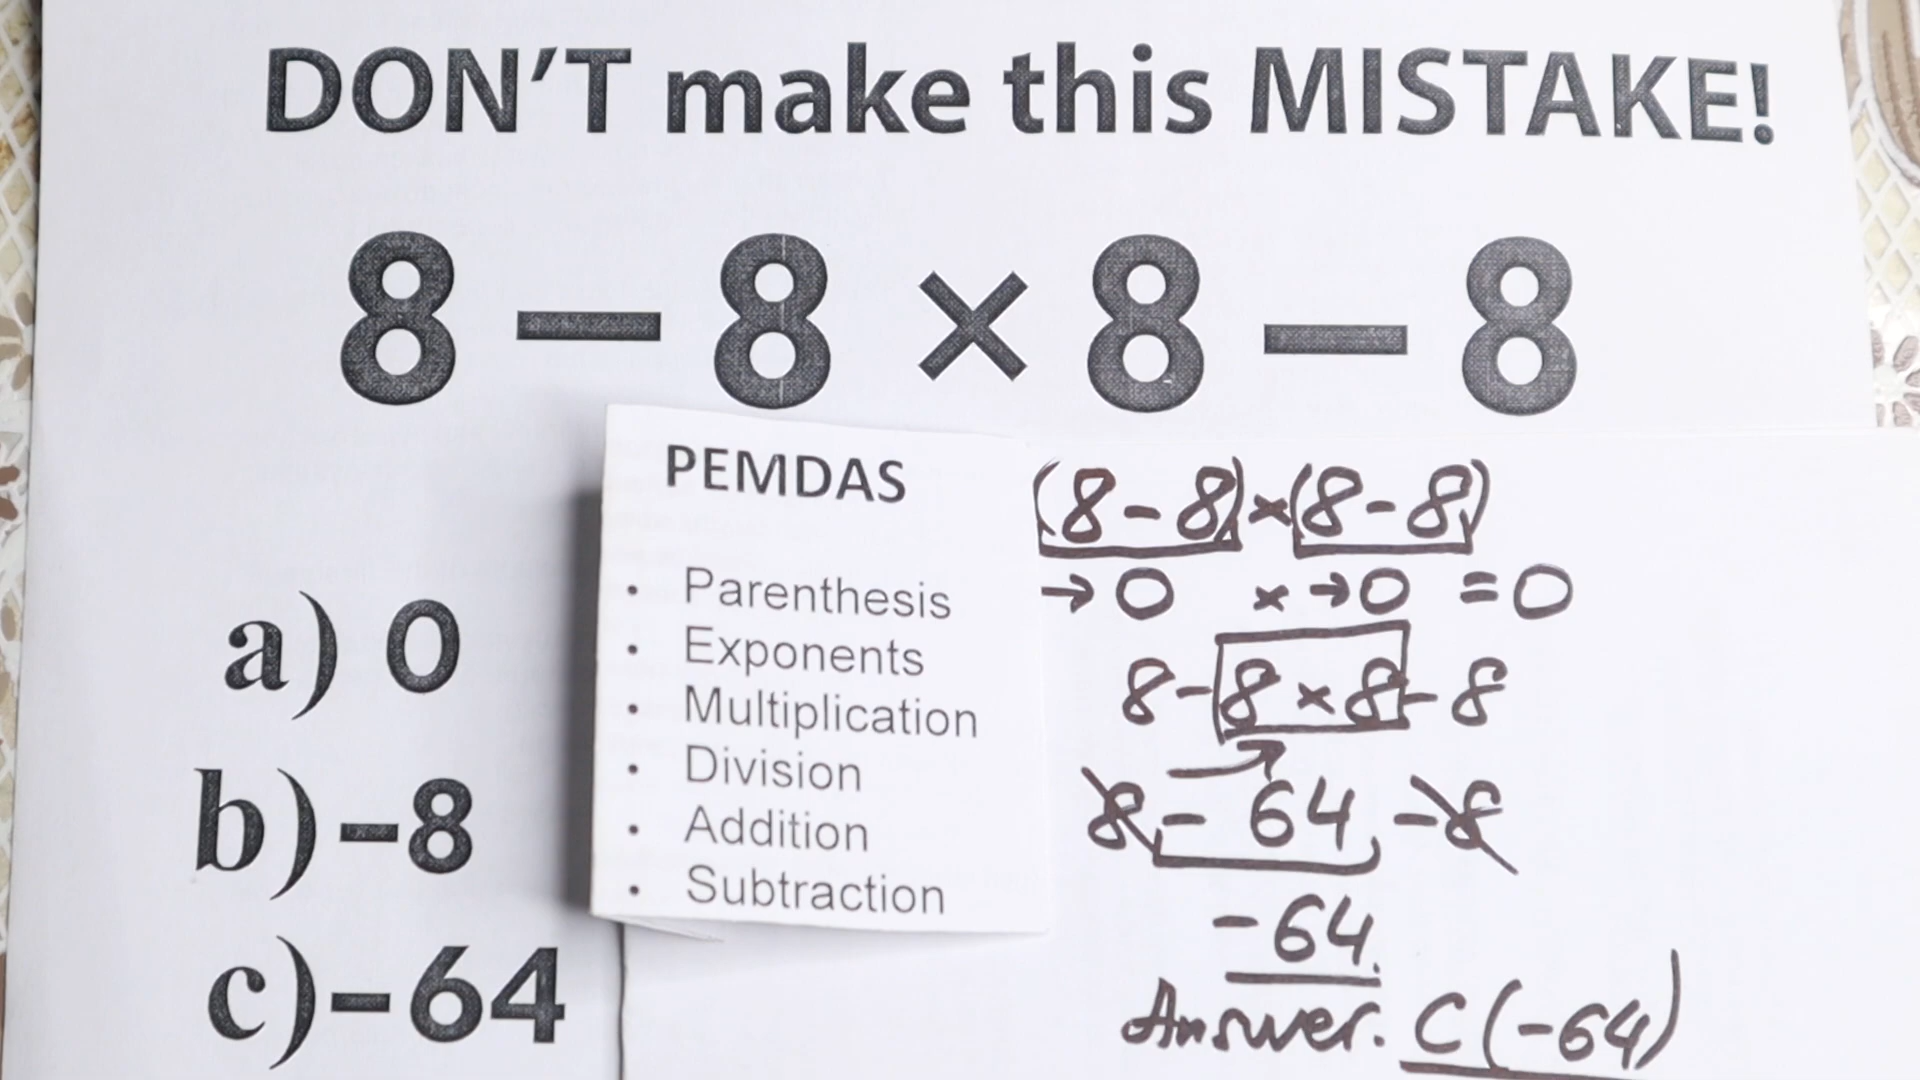 DON'T make this MISTAKE!
8 – 8 × 8 – 8
a) 0
b) –8
c) –64
PEMDAS
• Parenthesis
• Exponents
• Multiplication
• Division
• Addition
• Subtraction
(8 - 8) × (8 - 8)
→ 0 × → 0 = 0
8 - 8 × 8 - 8
8 - 64 - 8
- 64.
Answer. C (-64)